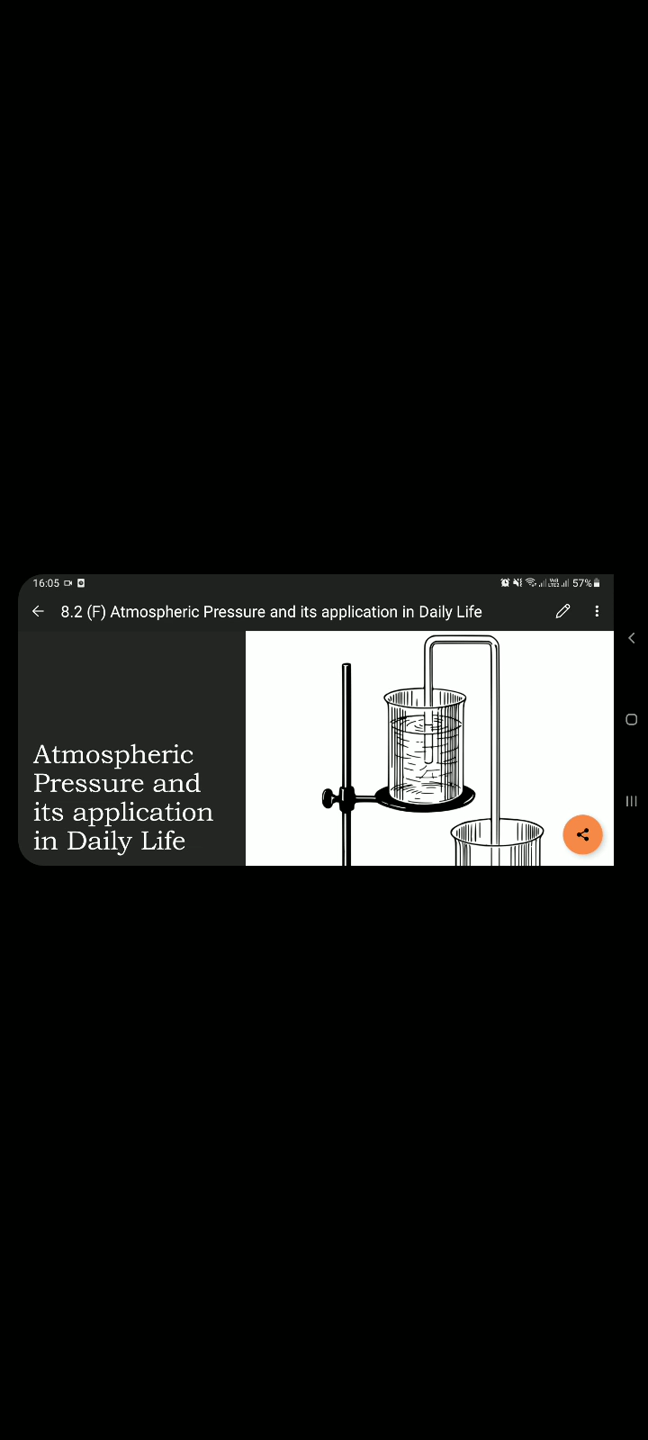 16:05
57%
8.2 (F) Atmospheric Pressure and its application in Daily Life
Atmospheric
Pressure and
its application
in Daily Life